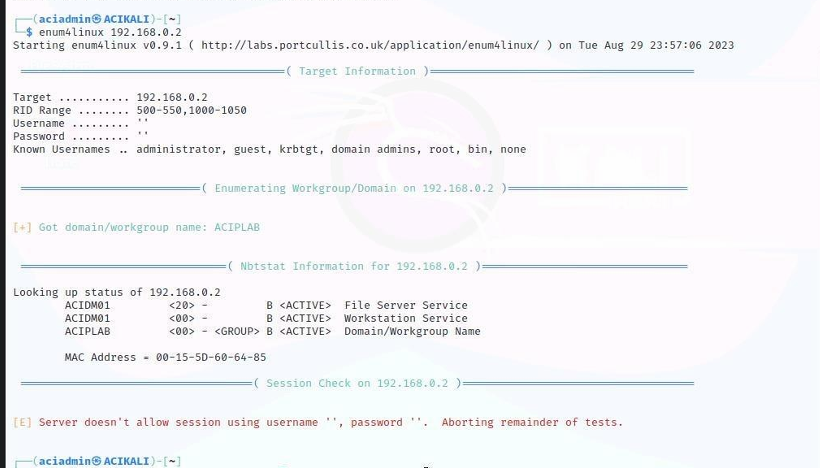 ┌──(aciadmin㉿ACIKALI)-[~]
└─$ enum4linux 192.168.0.2
Starting enum4linux v0.9.1 ( http://labs.portcullis.co.uk/application/enum4linux/ ) on Tue Aug 29 23:57:06 2023
( Target Information )
Target ........... 192.168.0.2
RID Range ........ 500-550,1000-1050
Username ......... ''
Password ......... ''
Known Usernames .. administrator, guest, krbtgt, domain admins, root, bin, none
( Enumerating Workgroup/Domain on 192.168.0.2 )
[+] Got domain/workgroup name: ACIPLAB
( Nbtstat Information for 192.168.0.2 )
Looking up status of 192.168.0.2
ACIDM01 <20> - B <ACTIVE> File Server Service
ACIDM01 <00> - B <ACTIVE> Workstation Service
ACIPLAB <00> - <GROUP> B <ACTIVE> Domain/Workgroup Name
MAC Address = 00-15-5D-60-64-85
( Session Check on 192.168.0.2 )
[E] Server doesn't allow session using username '', password ''. Aborting remainder of tests.
┌──(aciadmin㉿ACIKALI)-[~]